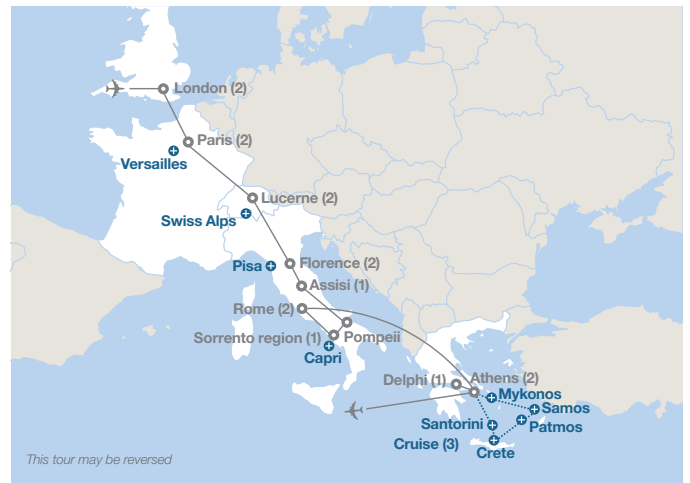 London (2)
Paris (2)
Versailles
Lucerne (2)
Swiss Alps
Florence (2)
Pisa
Assisi (1)
Rome (2)
Sorrento region (1)
Pompeii
Capri
Delphi (1)
Athens (2)
Mykonos
Samos
Santorini
Patmos
Cruise (3)
Crete
This tour may be reversed